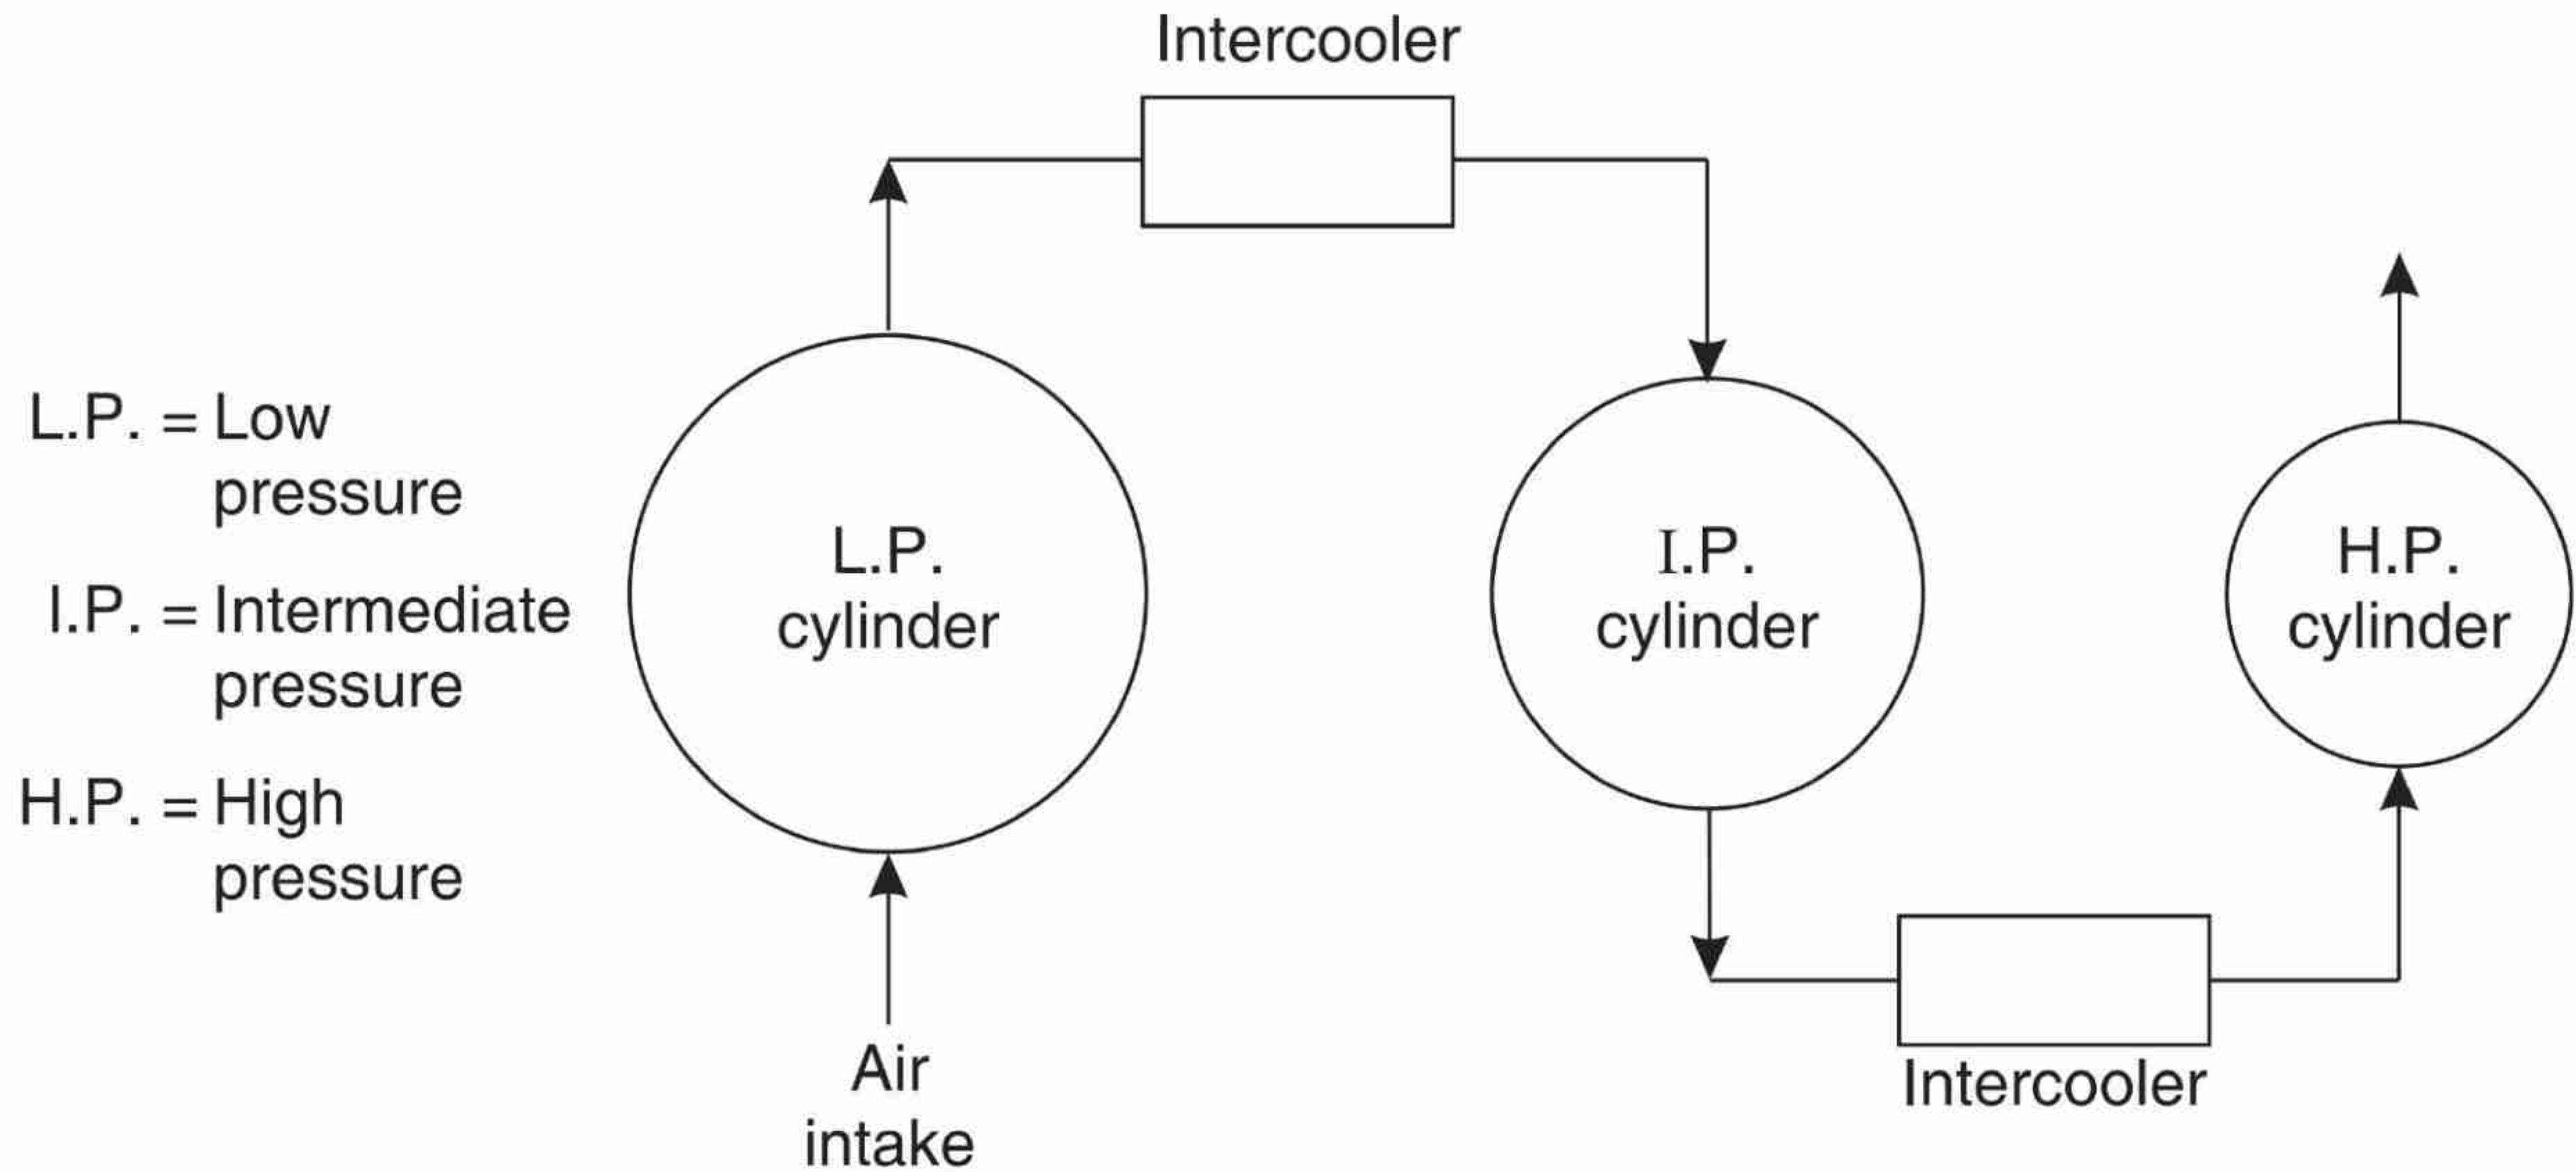 Intercooler
L.P. = Low
pressure
I.P. = Intermediate
pressure
H.P. = High
pressure
L.P.
cylinder
I.P.
cylinder
H.P.
cylinder
Air
intake
Intercooler